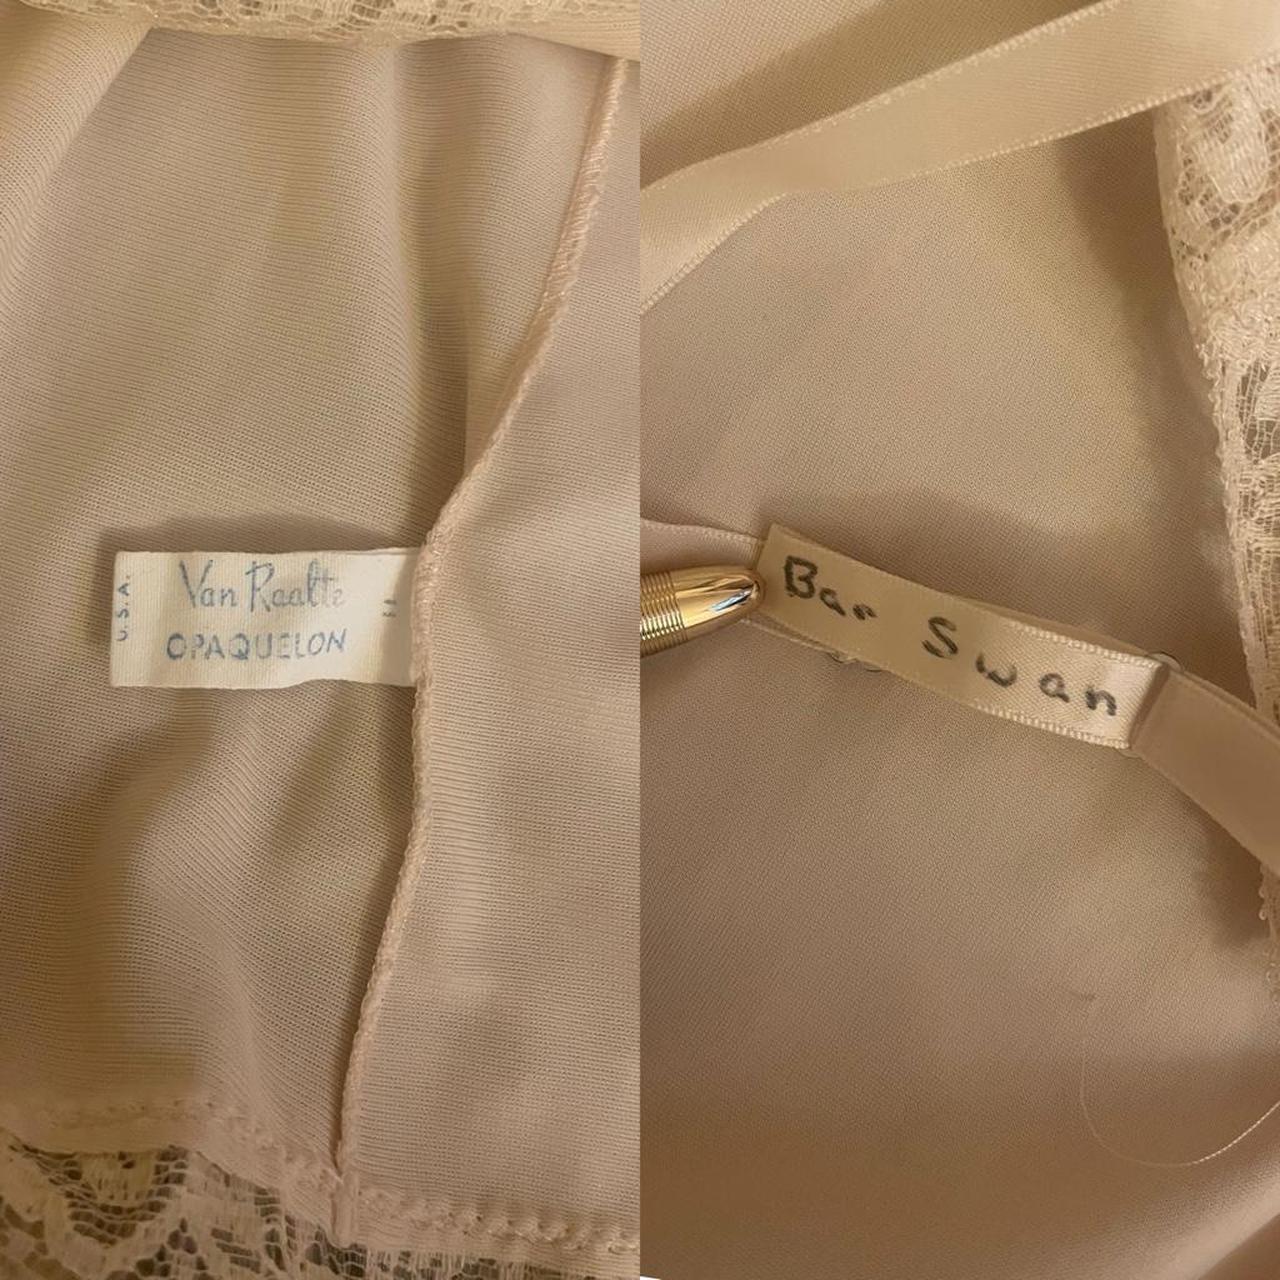 Van Raalte
OPAQUELON
U.S.A.
Bar Swan